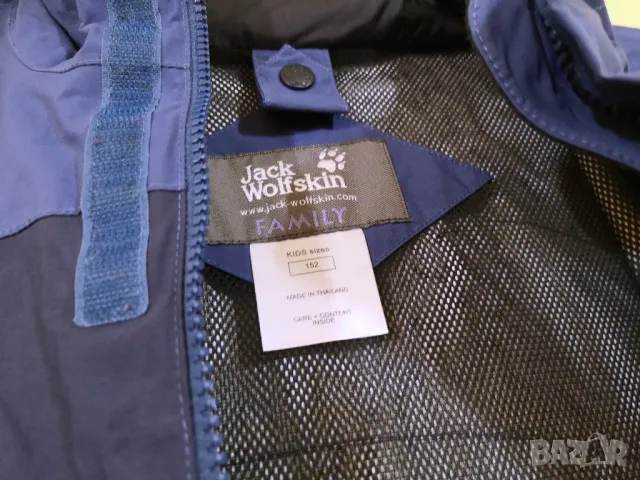 Jack
Wolfskin
www.jack-wolfskin.com
FAMILY
KIDS sizes
152
MADE IN THAILAND
CARE + CONTENT
INSIDE
BAZAR